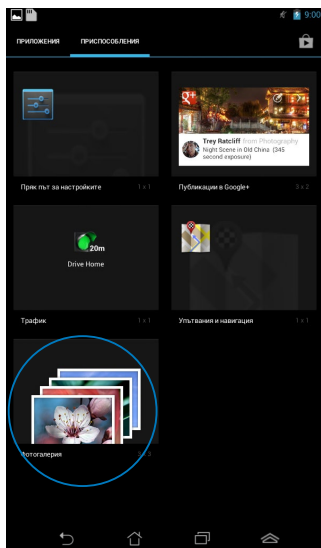 9:00
ПРИЛОЖЕНИЯ ПРИСПОСОБЛЕНИЯ
g+
Trey Ratcliff from Photography
Night Scene in Old China (345
second exposure)
Пряк път за настройките 1 x 1
Публикации в Google+ 3 x 2
20m
Drive Home
Трафик 1 x 1
Упътвания и навигация 1 x 1
Фотогалерия